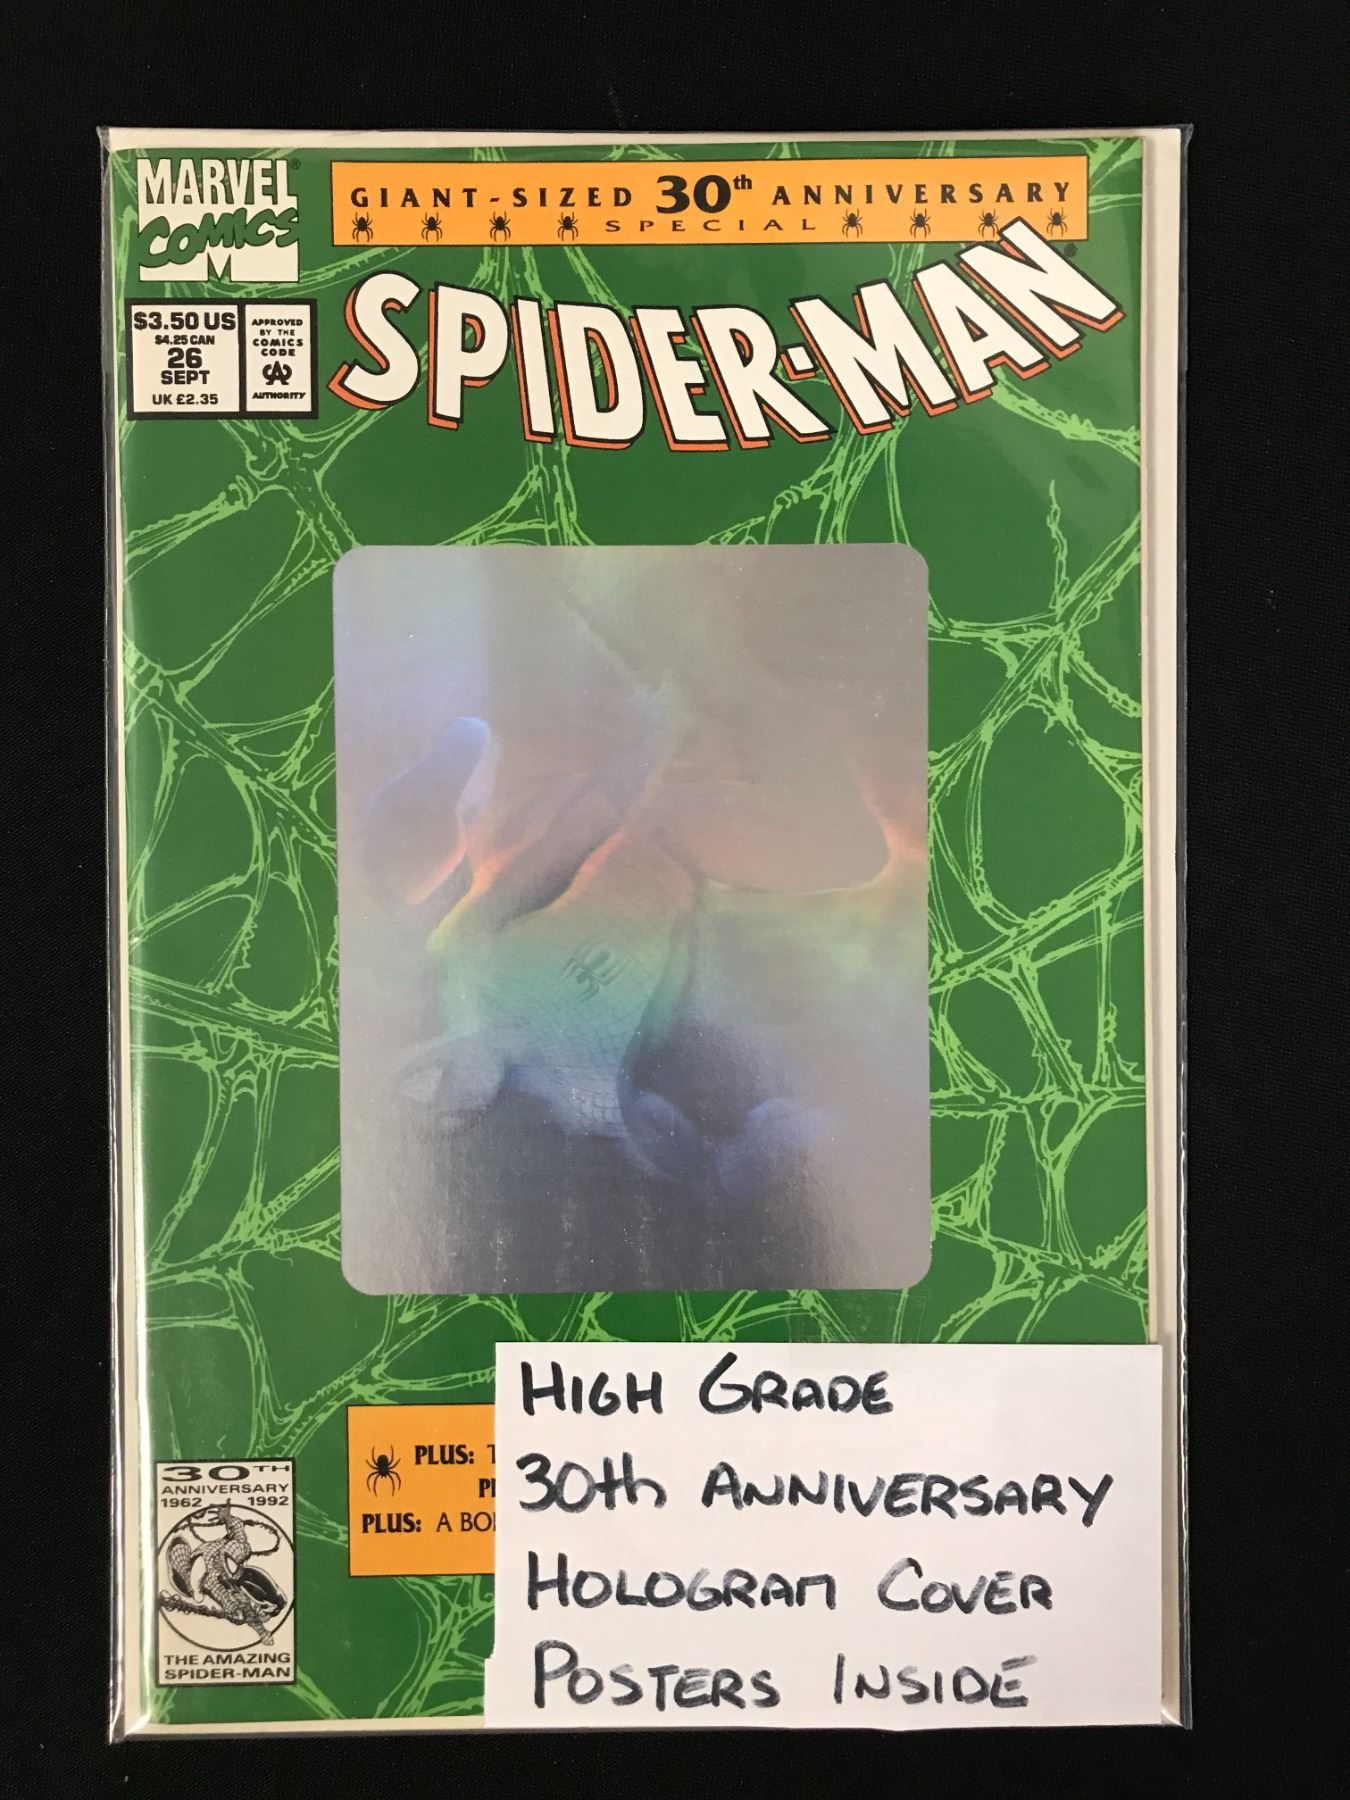 MARVEL
COMICS
M
GIANT-SIZED 30th ANNIVERSARY
SPECIAL
SPIDER-MAN®
$3.50 US
$4.25 CAN
26
SEPT
UK £2.35
APPROVED
BY THE
COMICS
CODE
CA
AUTHORITY
PLUS:
PLUS: A
30TH
ANNIVERSARY
1962 1992
THE AMAZING
SPIDER-MAN
HIGH GRADE
30th ANNIVERSARY
HOLOGRAM COVER
POSTERS INSIDE